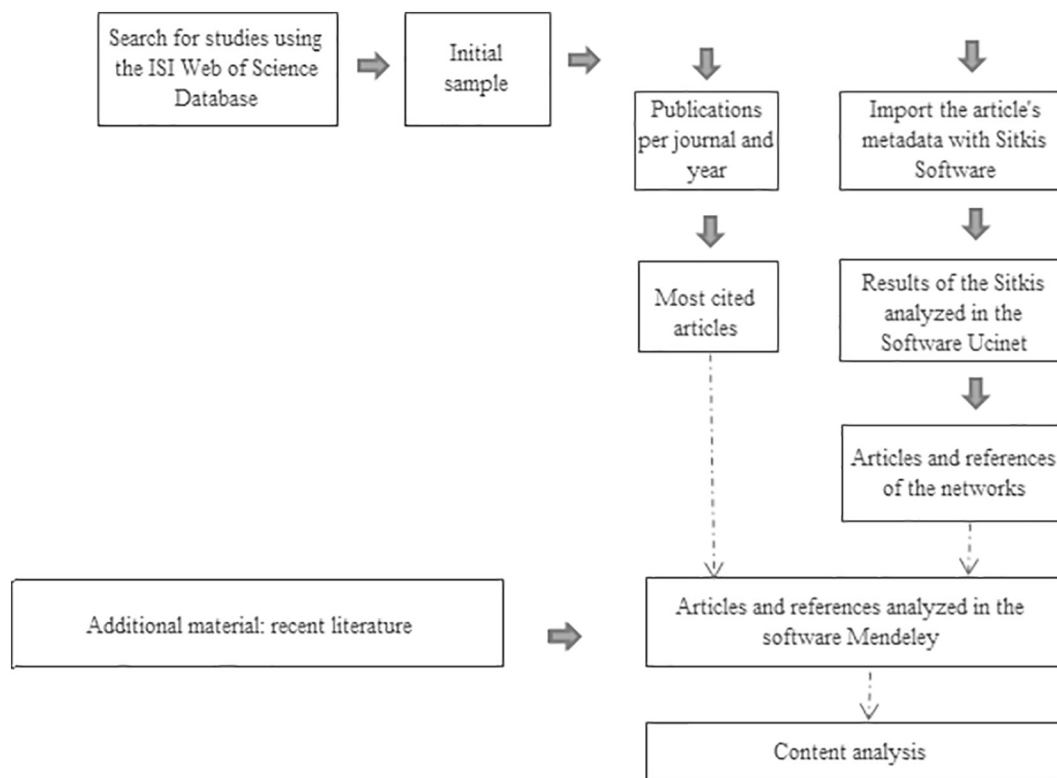 Search for studies using
the ISI Web of Science
Database
Initial
sample
Publications
per journal and
year
Import the article's
metadata with Sitkis
Software
Most cited
articles
Results of the Sitkis
analyzed in the
Software Ucinet
Articles and references
of the networks
Additional material: recent literature
Articles and references analyzed in the
software Mendeley
Content analysis